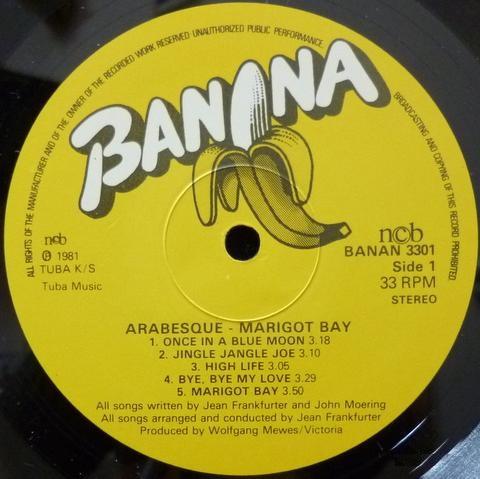 ALL RIGHTS OF THE MANUFACTURER AND OF THE OWNER OF THE RECORDED WORK RESERVED UNAUTHORIZED PUBLIC PERFORMANCE,
BROADCASTING AND COPYING OF THIS RECORD PROHIBITED
BANANA
n©b
℗ 1981
TUBA K/S
Tuba Music
n©b
BANAN 3301
Side 1
33 RPM
STEREO
ARABESQUE - MARIGOT BAY
1. ONCE IN A BLUE MOON 3.18
2. JINGLE JANGLE JOE 3.10
3. HIGH LIFE 3.05
4. BYE, BYE MY LOVE 3.29
5. MARIGOT BAY 3.50
All songs written by Jean Frankfurter and John Moering
All songs arranged and conducted by Jean Frankfurter
Produced by Wolfgang Mewes/Victoria